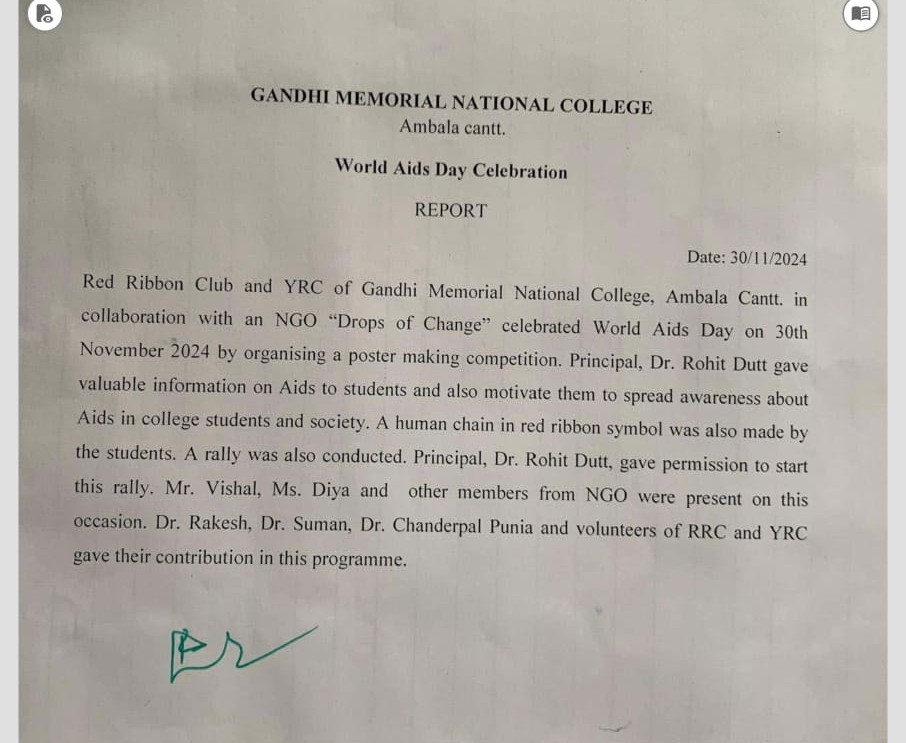 GANDHI MEMORIAL NATIONAL COLLEGE
Ambala cantt.
World Aids Day Celebration
REPORT
Date: 30/11/2024
Red Ribbon Club and YRC of Gandhi Memorial National College, Ambala Cantt. in
collaboration with an NGO “Drops of Change” celebrated World Aids Day on 30th
November 2024 by organising a poster making competition. Principal, Dr. Rohit Dutt gave
valuable information on Aids to students and also motivate them to spread awareness about
Aids in college students and society. A human chain in red ribbon symbol was also made by
the students. A rally was also conducted. Principal, Dr. Rohit Dutt, gave permission to start
this rally. Mr. Vishal, Ms. Diya and other members from NGO were present on this
occasion. Dr. Rakesh, Dr. Suman, Dr. Chanderpal Punia and volunteers of RRC and YRC
gave their contribution in this programme.